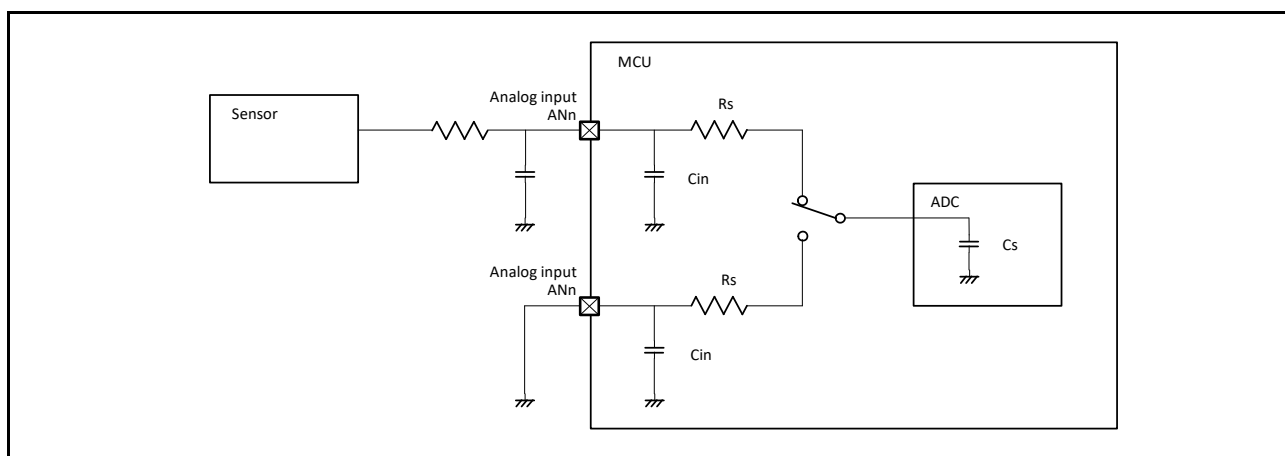 MCU
Sensor
Analog input
ANn
Rs
Cin
ADC
Cs
Analog input
ANn
Rs
Cin